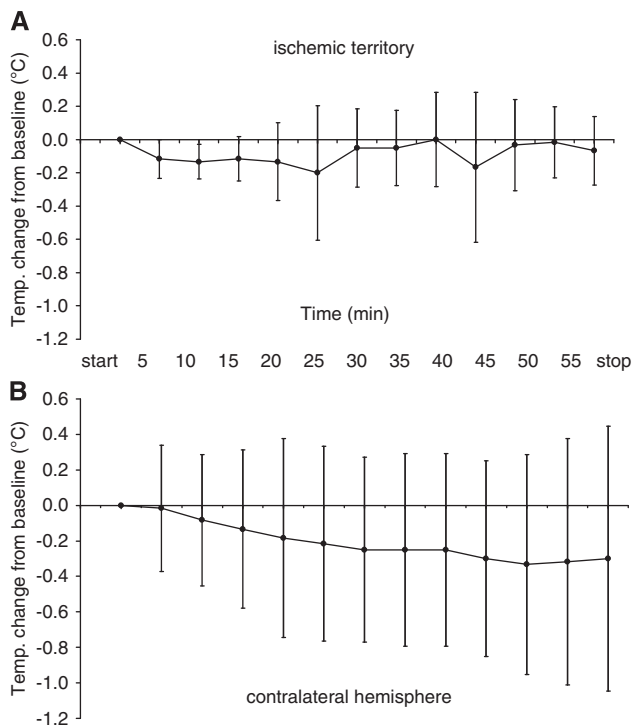 A
ischemic territory
Temp. change from baseline (°C)
0.6
0.4
0.2
0.0
-0.2
-0.4
-0.6
-0.8
-1.0
-1.2
Time (min)
start 5 10 15 20 25 30 35 40 45 50 55 stop
B
Temp. change from baseline (°C)
0.6
0.4
0.2
0.0
-0.2
-0.4
-0.6
-0.8
-1.0
-1.2
contralateral hemisphere